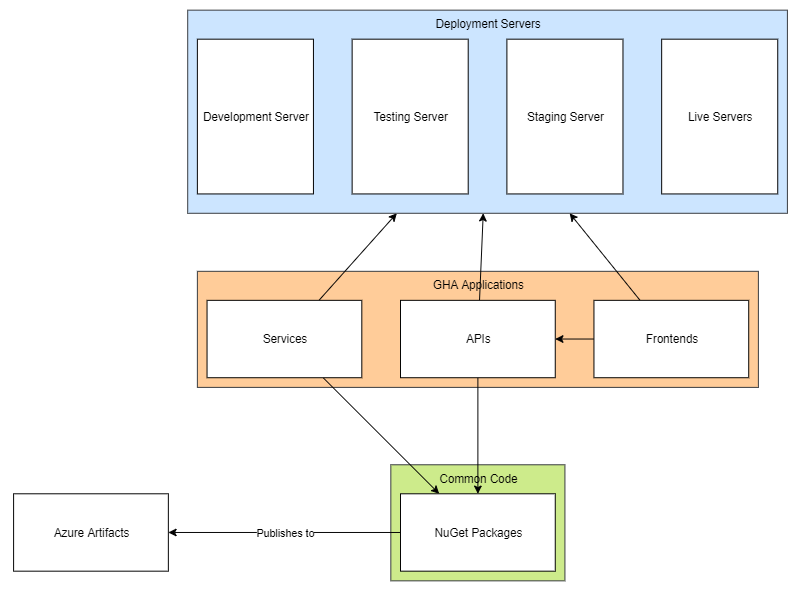 Deployment Servers
Development Server
Testing Server
Staging Server
Live Servers
GHA Applications
Services
APIs
Frontends
Common Code
Azure Artifacts
Publishes to
NuGet Packages